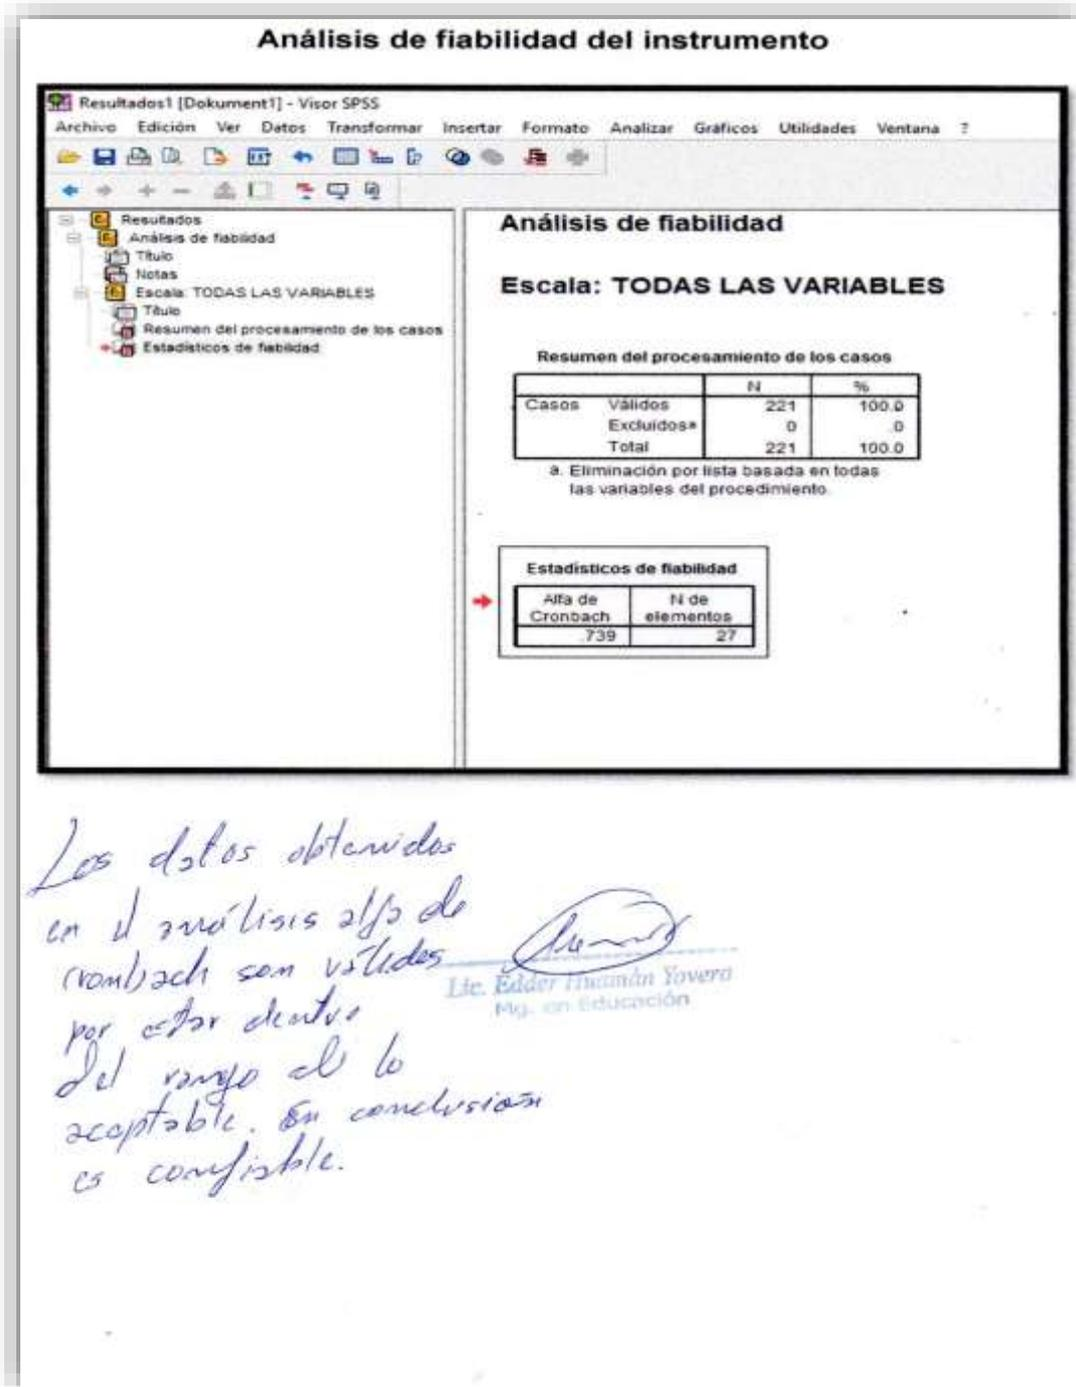 Análisis de fiabilidad del instrumento
Resultados1 [Dokument1] - Visor SPSS
Archivo Edición Ver Datos Transformar Insertar Formato Analizar Gráficos Utilidades Ventana ?
Resultados
Análisis de fiabilidad
Título
Notas
Escala: TODAS LAS VARIABLES
Título
Resumen del procesamiento de los casos
Estadísticos de fiabilidad
Análisis de fiabilidad
Escala: TODAS LAS VARIABLES
Resumen del procesamiento de los casos
N %
Casos Válidos 221 100.0
Excluidosa 0 .0
Total 221 100.0
a. Eliminación por lista basada en todas
las variables del procedimiento.
Estadísticos de fiabilidad
Alfa de N de
Cronbach elementos
.739 27
Los datos obtenidos
en el análisis alfa de
Crombach son válidos
por estar dentro
del rango de lo
aceptable. En conclusión
es confiable.
Lic. Edder Huamán Yovera
Mg. en Educación